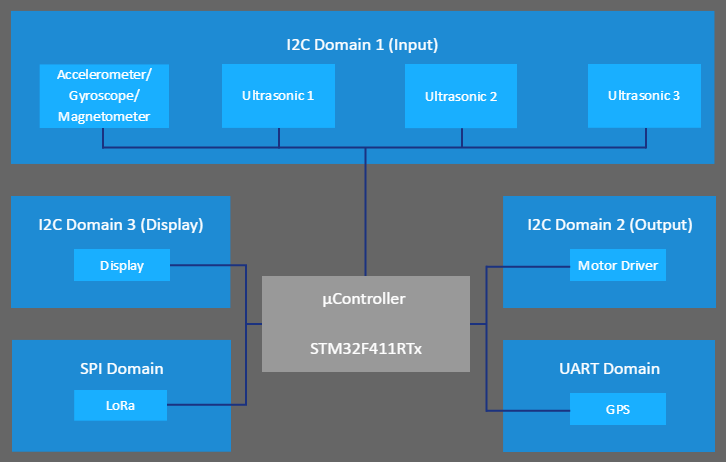 I2C Domain 1 (Input)
Accelerometer/
Gyroscope/
Magnetometer
Ultrasonic 1
Ultrasonic 2
Ultrasonic 3
I2C Domain 3 (Display)
Display
I2C Domain 2 (Output)
Motor Driver
µController
STM32F411RTx
SPI Domain
LoRa
UART Domain
GPS